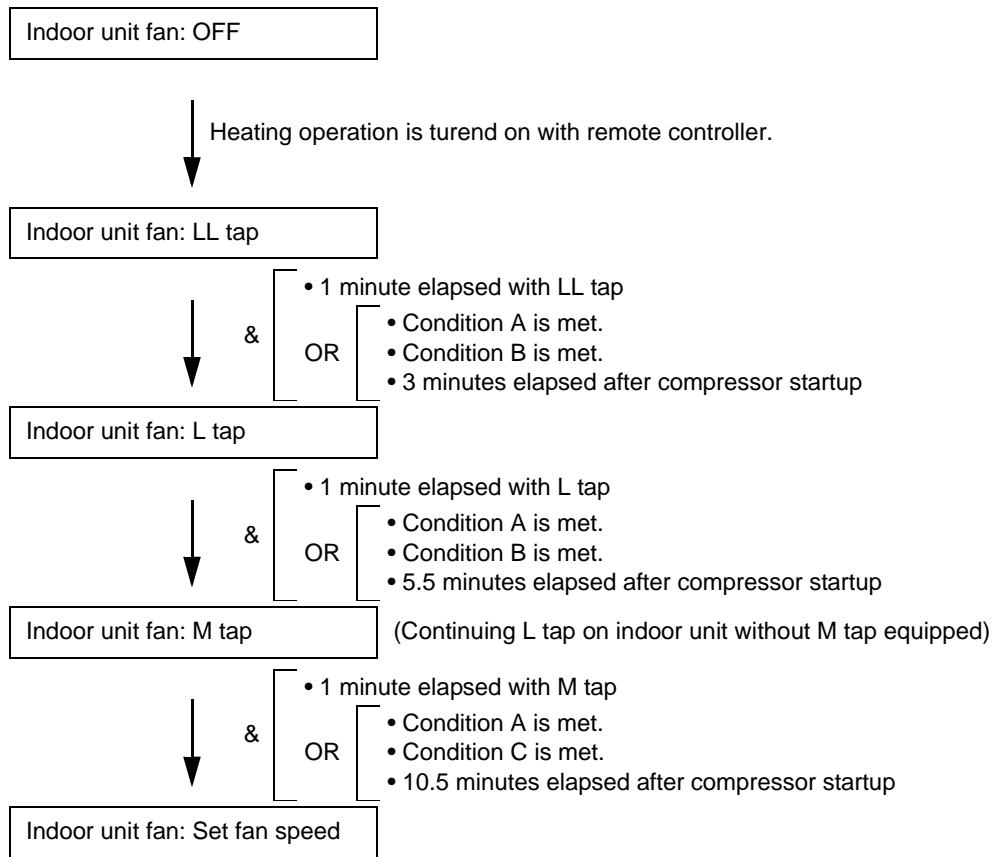 Indoor unit fan: OFF
Heating operation is turend on with remote controller.
Indoor unit fan: LL tap
• 1 minute elapsed with LL tap
&
OR
• Condition A is met.
• Condition B is met.
• 3 minutes elapsed after compressor startup
Indoor unit fan: L tap
• 1 minute elapsed with L tap
&
OR
• Condition A is met.
• Condition B is met.
• 5.5 minutes elapsed after compressor startup
Indoor unit fan: M tap (Continuing L tap on indoor unit without M tap equipped)
• 1 minute elapsed with M tap
&
OR
• Condition A is met.
• Condition C is met.
• 10.5 minutes elapsed after compressor startup
Indoor unit fan: Set fan speed